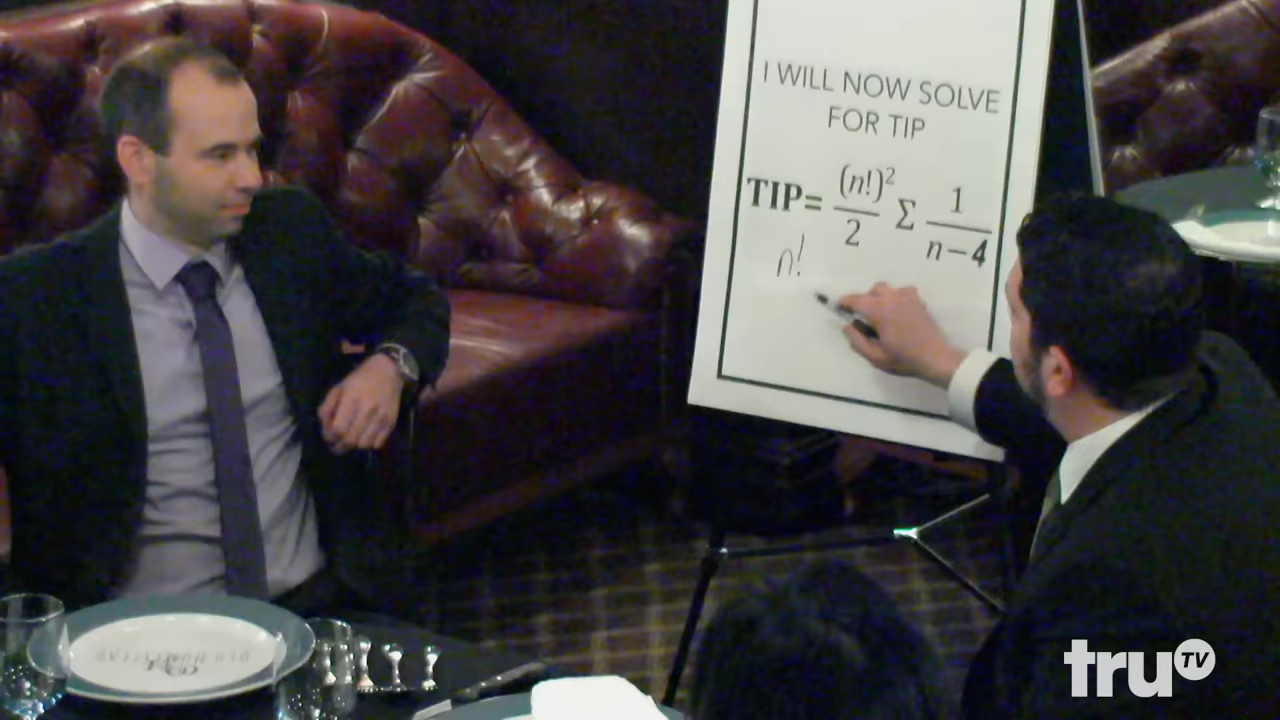 I WILL NOW SOLVE
FOR TIP
TIP= (n!)²/2 Σ 1/(n−4)
n!
truTV